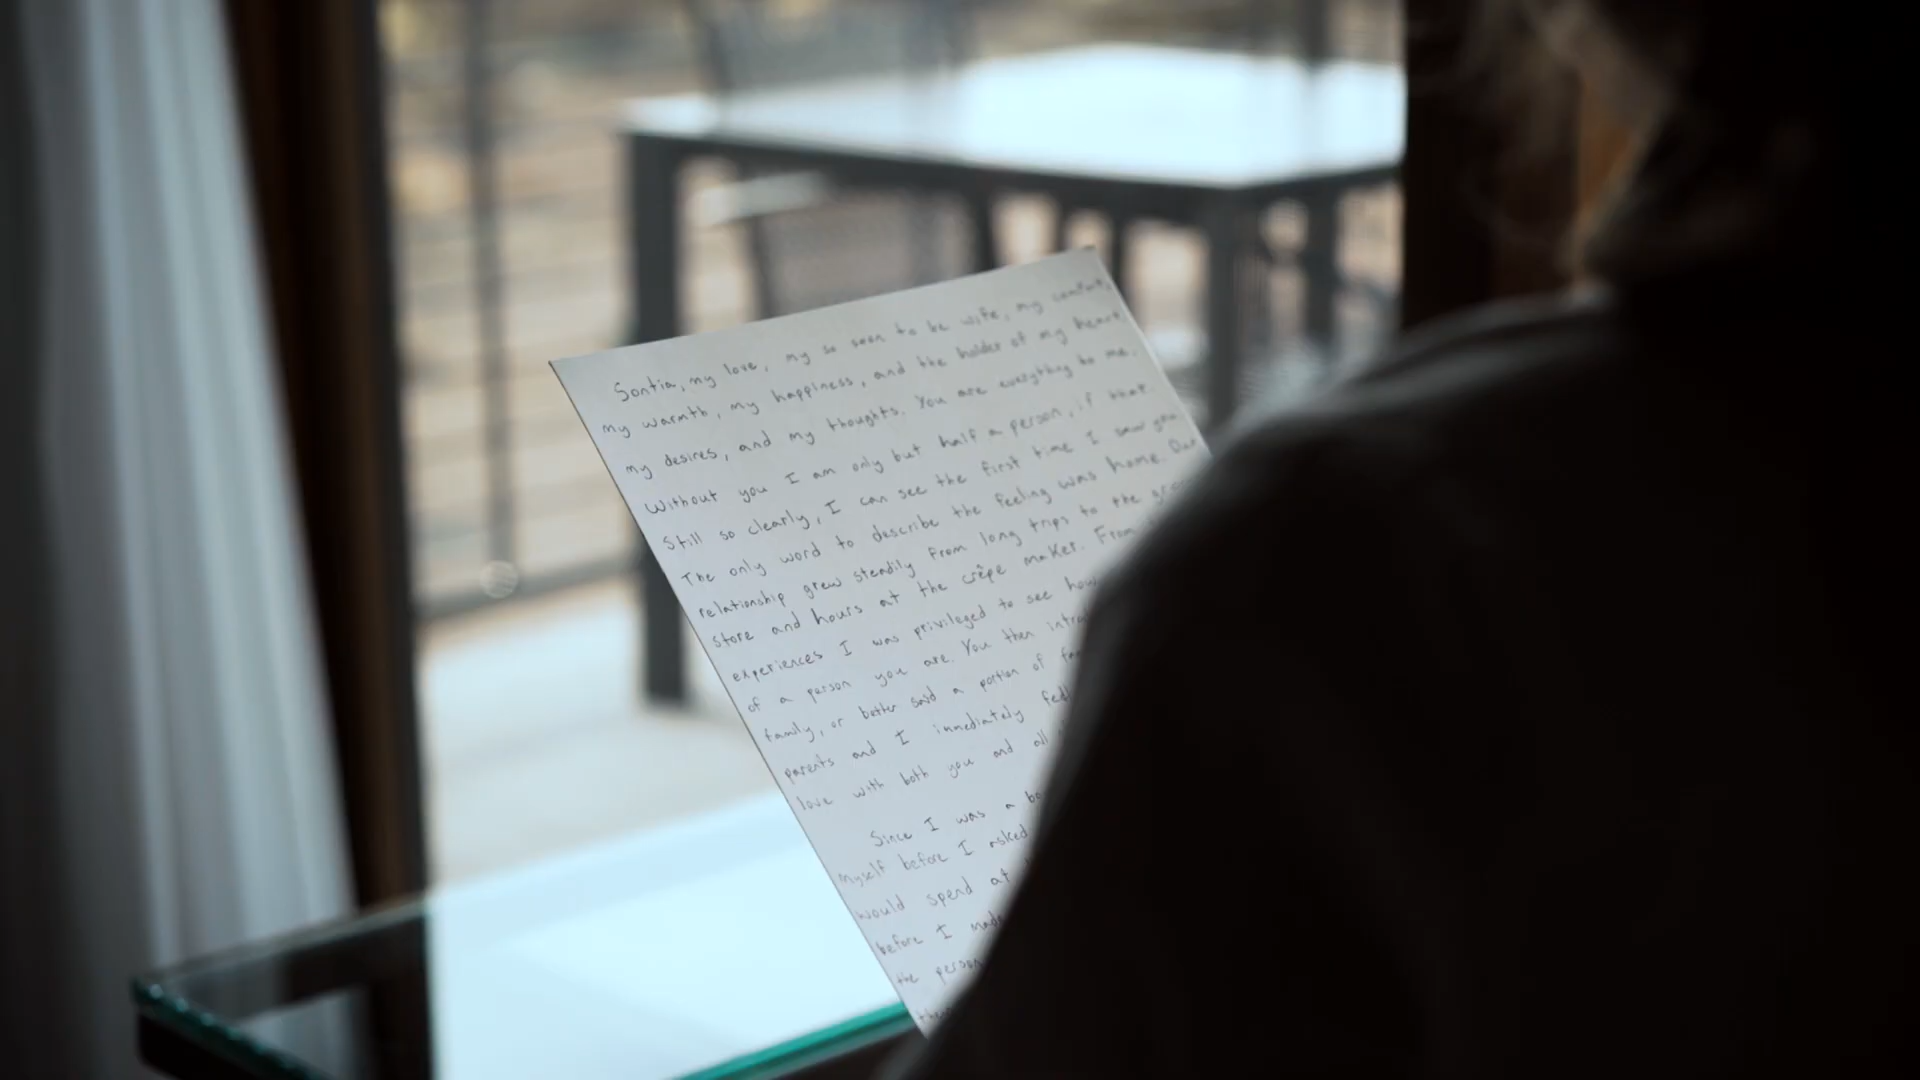 Sontia, my love, my so soon to be wife, my comfort,
my warmth, my happiness, and the holder of my heart
my desires, and my thoughts. You are everything to me.
Without you I am only but half a person, if that.
Still so clearly, I can see the first time I saw you
The only word to describe the feeling was home. Our
relationship grew steadily from long trips to the
store and hours at the crêpe maker. From
experiences I was privileged to see how
of a person you are. You then
family, or better said a portion of
parents and I immediately
love with both you and all
Since I was a
Myself before I asked
would spend at
before I made
the person